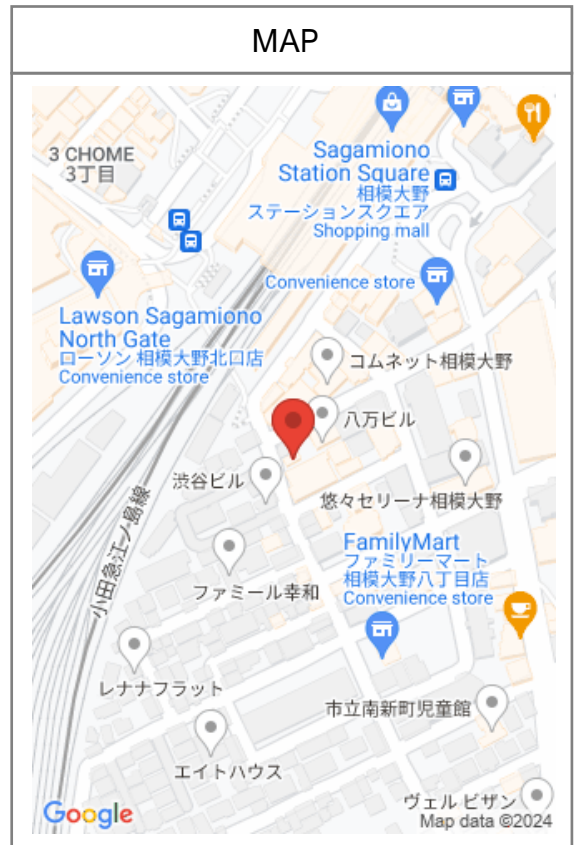 MAP
3 CHOME
3丁目
Sagamiono
Station Square
相模大野
ステーションスクエア
Shopping mall
Convenience store
Lawson Sagamiono
North Gate
ローソン 相模大野北口店
Convenience store
コムネット相模大野
八万ビル
渋谷ビル
悠々セリーナ相模大野
小田急江ノ島線
FamilyMart
ファミリーマート
相模大野八丁目店
Convenience store
ファミール幸和
レナナフラット
市立南新町児童館
エイトハウス
ヴェル ビザン
Google
Map data ©2024